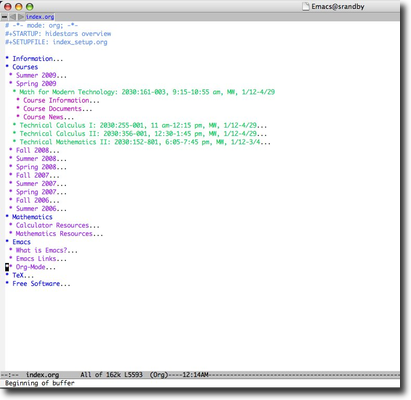 Emacs@srandby
index.org
# -*- mode: org; -*-
#+STARTUP: hidestars overview
#+SETUPFILE: index_setup.org
* Information...
* Courses
* Summer 2009...
* Spring 2009
* Math for Modern Technology: 2030:161-003, 9:15-10:55 am, MW, 1/12-4/29
* Course Information...
* Course Documents...
* Course News...
* Technical Calculus I: 2030:255-001, 11 am-12:15 pm, MW, 1/12-4/29...
* Technical Calculus II: 2030:356-001, 12:30-1:45 pm, MW, 1/12-4/29...
* Technical Mathematics II: 2030:152-801, 6:05-7:45 pm, MW, 1/12-3/4...
* Fall 2008...
* Summer 2008...
* Spring 2008...
* Fall 2007...
* Summer 2007...
* Spring 2007...
* Fall 2006...
* Summer 2006...
* Mathematics
* Calculator Resources...
* Mathematics Resources...
* Emacs
* What is Emacs?...
* Emacs Links...
* Org-Mode...
* TeX...
* Free Software...
--:-- index.org All of 162k L5593 (Org)----12:14AM--------------------------------
Beginning of buffer